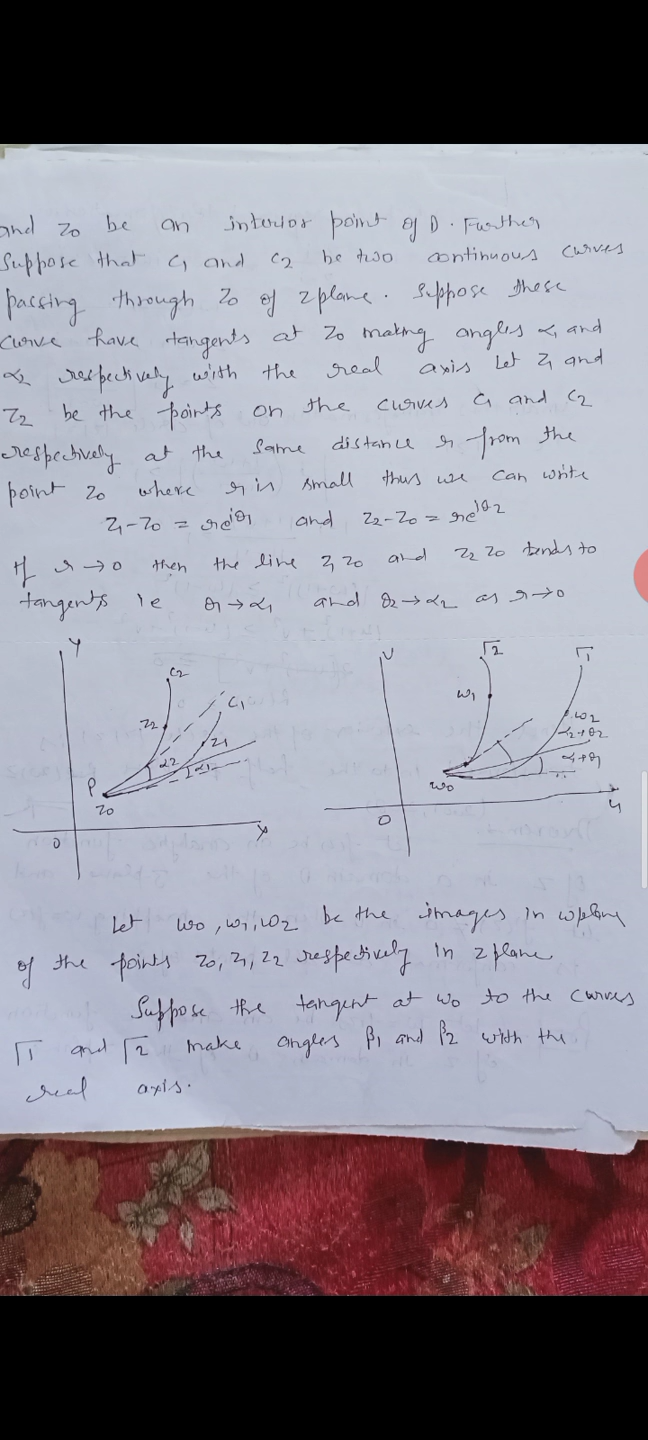 and z0 be an interior point of D. Further
Suppose that C1 and C2 be two continuous curves
passing through Z0 of z plane. Suppose these
curve have tangents at Z0 making angles α1 and
α2 respectively with the real axis Let Z1 and
Z2 be the points on the curves C1 and C2
respectively at the same distance r from the
point Z0 where r is small thus we can write
Z1-Z0 = re^iθ1 and Z2-Z0 = re^iθ2
If r→0 then the line Z1 Z0 and Z2 Z0 tends to
tangents ie θ1→α1 and θ2→α2 as r→0
Y
C2
C1
Z2
Z1
α2
α1
P
Z0
O
X
V
Γ2
Γ1
w1
w2
α2→θ2
α1→θ1
w0
O
u
Let w0, w1, w2 be the images in w plane
of the points Z0, Z1, Z2 respectively in z plane
Suppose the tangent at w0 to the curves
Γ1 and Γ2 make angles β1 and β2 with the
real axis.